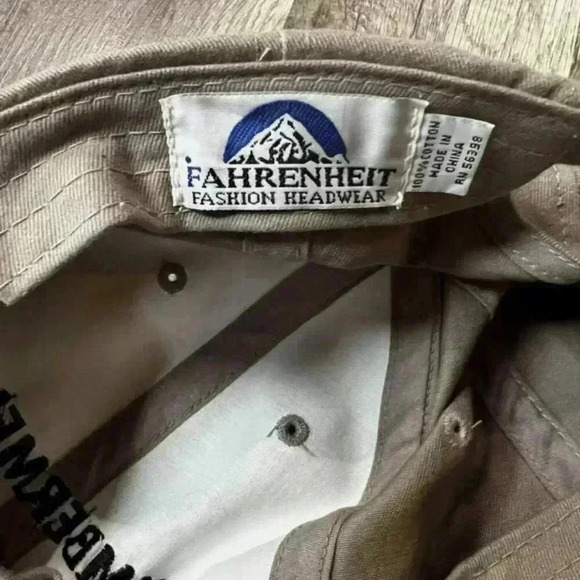 FAHRENHEIT
FASHION HEADWEAR
100% COTTON
MADE IN
CHINA
RN 56398